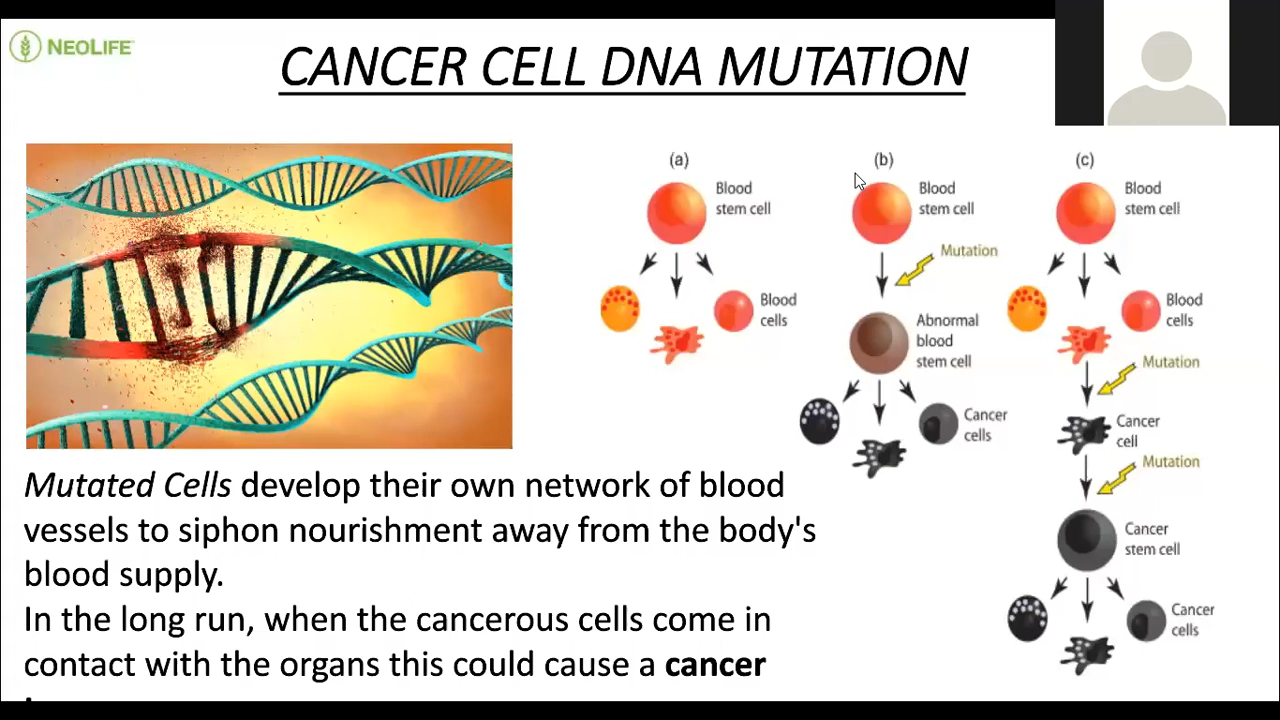 NEOLIFE
CANCER CELL DNA MUTATION
(a)
Blood
stem cell
Blood
cells
(b)
Blood
stem cell
Mutation
Abnormal
blood
stem cell
Cancer
cells
(c)
Blood
stem cell
Blood
cells
Mutation
Cancer
cell
Mutation
Cancer
stem cell
Cancer
cells
Mutated Cells develop their own network of blood
vessels to siphon nourishment away from the body's
blood supply.
In the long run, when the cancerous cells come in
contact with the organs this could cause a cancer